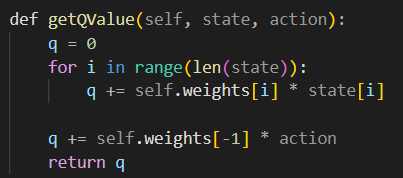 def getQValue(self, state, action):
    q = 0
    for i in range(len(state)):
        q += self.weights[i] * state[i]

    q += self.weights[-1] * action
    return q